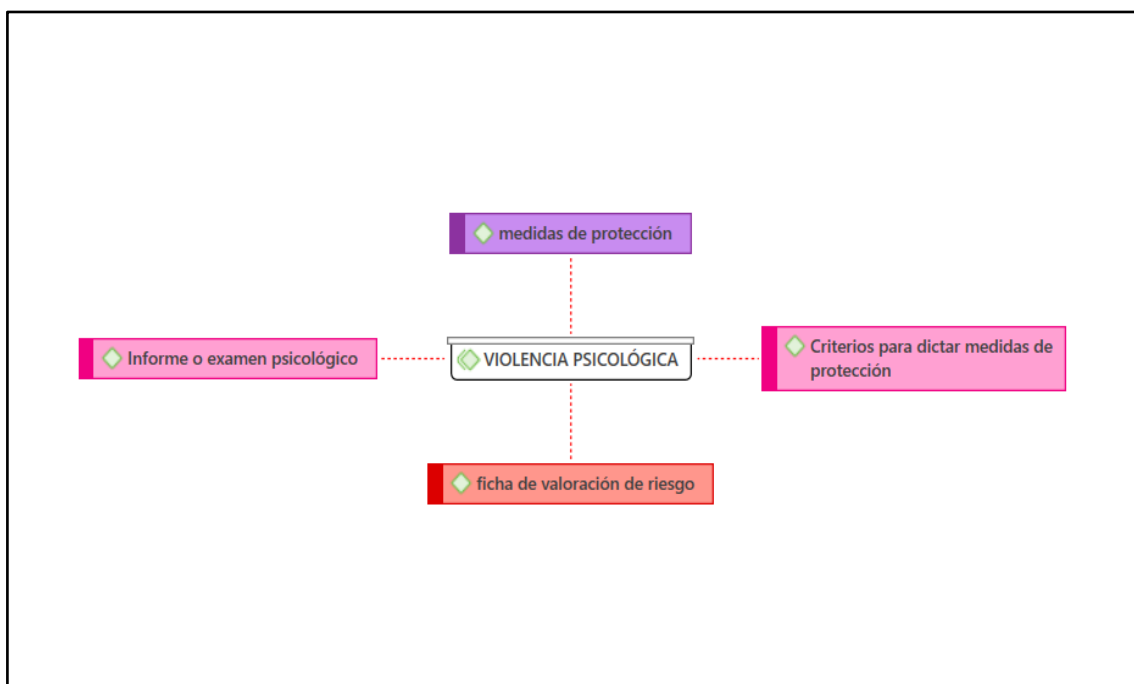 medidas de protección
Informe o examen psicológico
VIOLENCIA PSICOLÓGICA
Criterios para dictar medidas de
protección
ficha de valoración de riesgo